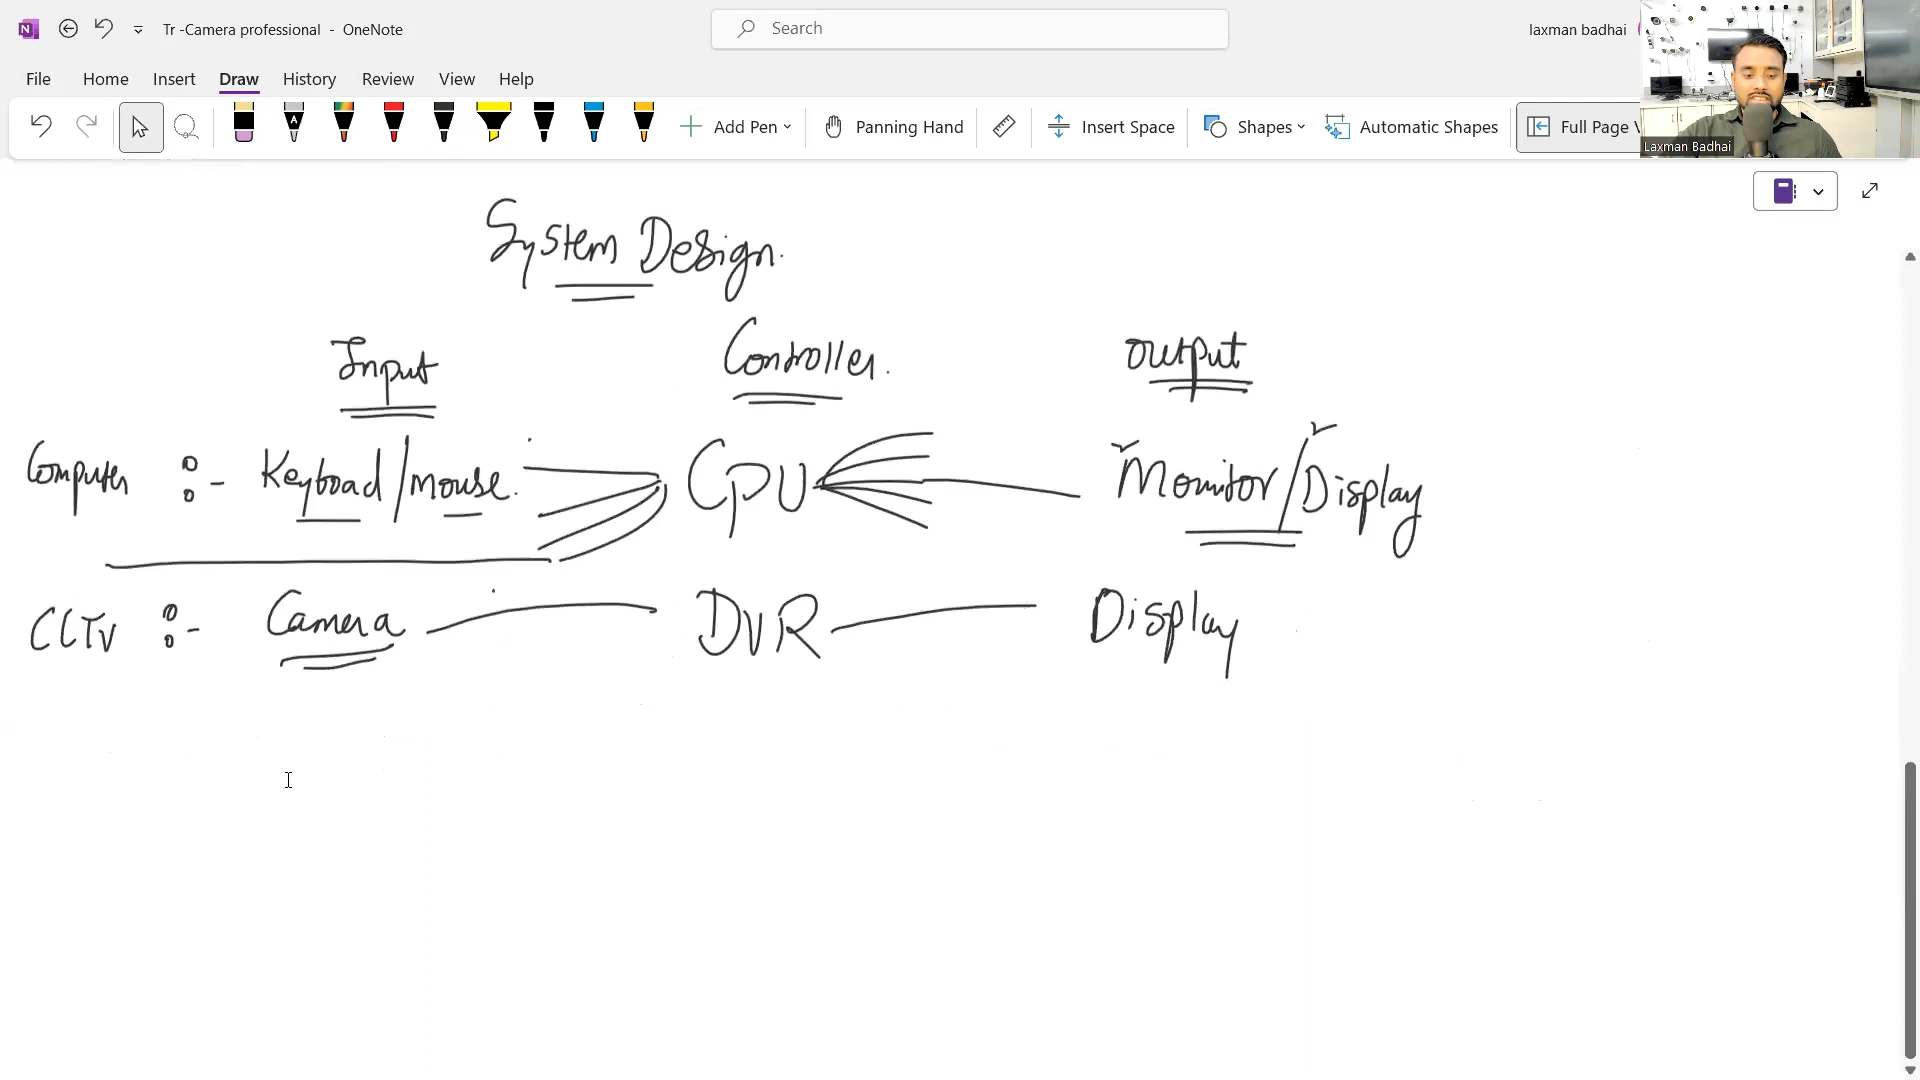 Tr -Camera professional - OneNote
Search
laxman badhai
File Home Insert Draw History Review View Help
Add Pen Panning Hand Insert Space Shapes Automatic Shapes Full Page V
Laxman Badhai
System Design.
Input Controller. output
Computer :- Keyboad/mouse. CPU Monitor/Display
CCTV :- Camera DVR Display